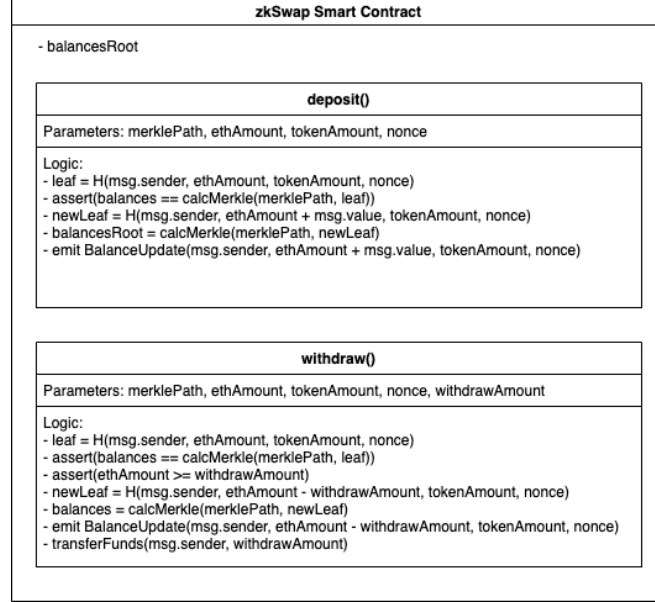 zkSwap Smart Contract
- balancesRoot
deposit()
Parameters: merklePath, ethAmount, tokenAmount, nonce
Logic:
- leaf = H(msg.sender, ethAmount, tokenAmount, nonce)
- assert(balances == calcMerkle(merklePath, leaf))
- newLeaf = H(msg.sender, ethAmount + msg.value, tokenAmount, nonce)
- balancesRoot = calcMerkle(merklePath, newLeaf)
- emit BalanceUpdate(msg.sender, ethAmount + msg.value, tokenAmount, nonce)
withdraw()
Parameters: merklePath, ethAmount, tokenAmount, nonce, withdrawAmount
Logic:
- leaf = H(msg.sender, ethAmount, tokenAmount, nonce)
- assert(balances == calcMerkle(merklePath, leaf))
- assert(ethAmount >= withdrawAmount)
- newLeaf = H(msg.sender, ethAmount - withdrawAmount, tokenAmount, nonce)
- balances = calcMerkle(merklePath, newLeaf)
- emit BalanceUpdate(msg.sender, ethAmount - withdrawAmount, tokenAmount, nonce)
- transferFunds(msg.sender, withdrawAmount)